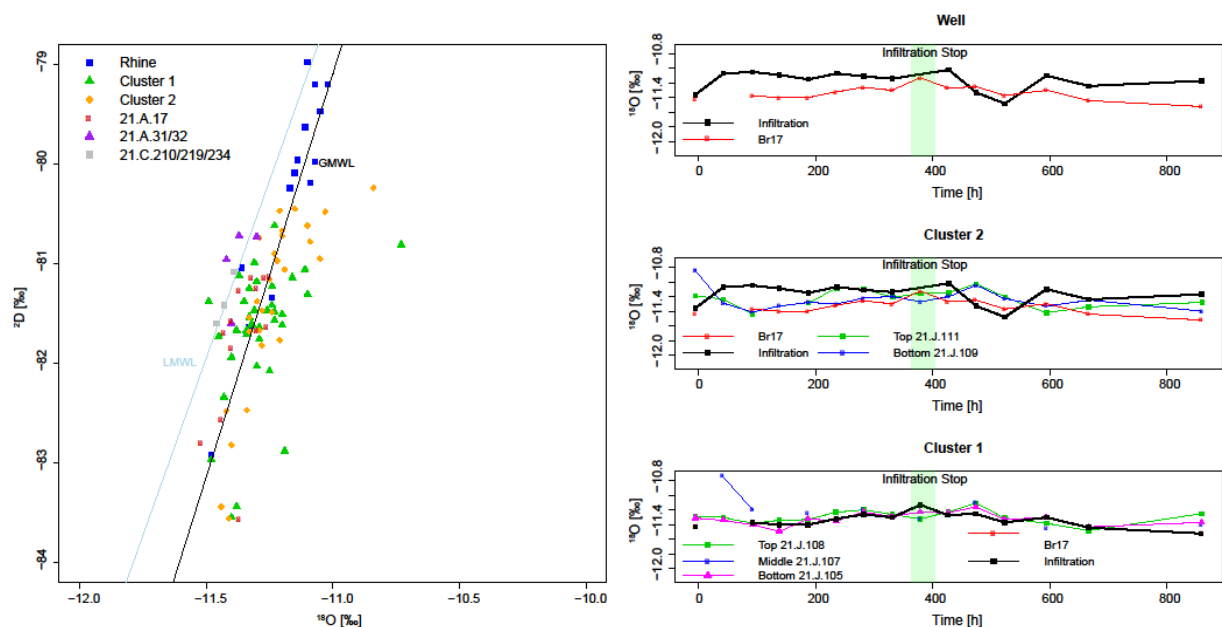 −79
−80
−81
−82
−83
−84
²D [‰]
−12.0
−11.5
−11.0
−10.5
−10.0
¹⁸O [‰]
Rhine
Cluster 1
Cluster 2
21.A.17
21.A.31/32
21.C.210/219/234
GMWL
LMWL
Well
−10.8
−11.4
−12.0
¹⁸O [‰]
Infiltration Stop
Infiltration
Br17
0
200
400
600
800
Time [h]
Cluster 2
−10.8
−11.4
−12.0
¹⁸O [‰]
Infiltration Stop
Br17
Top 21.J.111
Infiltration
Bottom 21.J.109
0
200
400
600
800
Time [h]
Cluster 1
−10.8
−11.4
−12.0
¹⁸O [‰]
Infiltration Stop
Top 21.J.108
Br17
Middle 21.J.107
Infiltration
Bottom 21.J.105
0
200
400
600
800
Time [h]